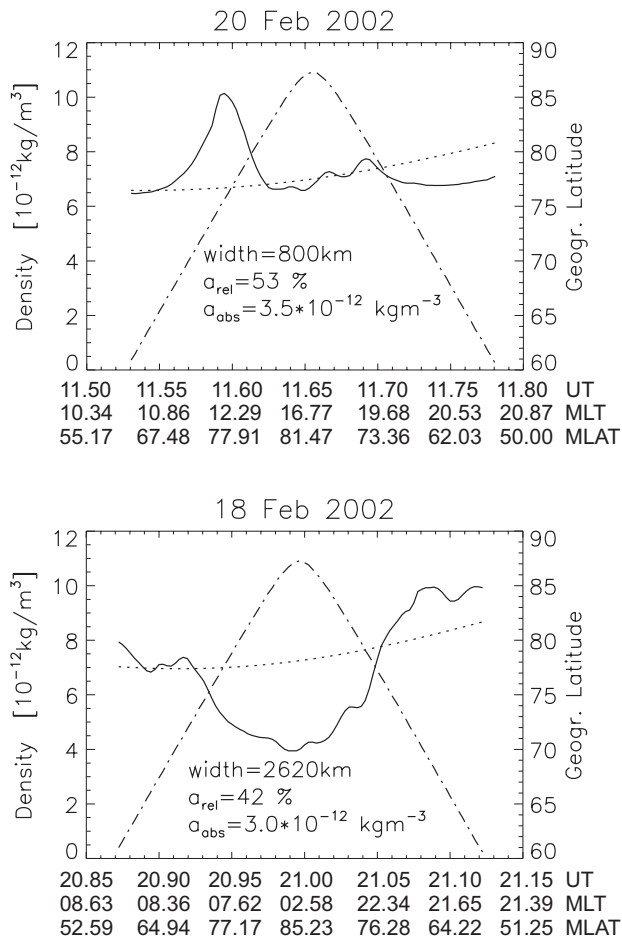 20 Feb 2002
12
10
8
6
4
2
0
Density [10⁻¹²kg/m³]
90
85
80
75
70
65
60
Geogr. Latitude
width=800km
a_rel=53 %
a_abs=3.5*10⁻¹² kgm⁻³
11.50 11.55 11.60 11.65 11.70 11.75 11.80 UT
10.34 10.86 12.29 16.77 19.68 20.53 20.87 MLT
55.17 67.48 77.91 81.47 73.36 62.03 50.00 MLAT
18 Feb 2002
12
10
8
6
4
2
0
Density [10⁻¹²kg/m³]
90
85
80
75
70
65
60
Geogr. Latitude
width=2620km
a_rel=42 %
a_abs=3.0*10⁻¹² kgm⁻³
20.85 20.90 20.95 21.00 21.05 21.10 21.15 UT
08.63 08.36 07.62 02.58 22.34 21.65 21.39 MLT
52.59 64.94 77.17 85.23 76.28 64.22 51.25 MLAT